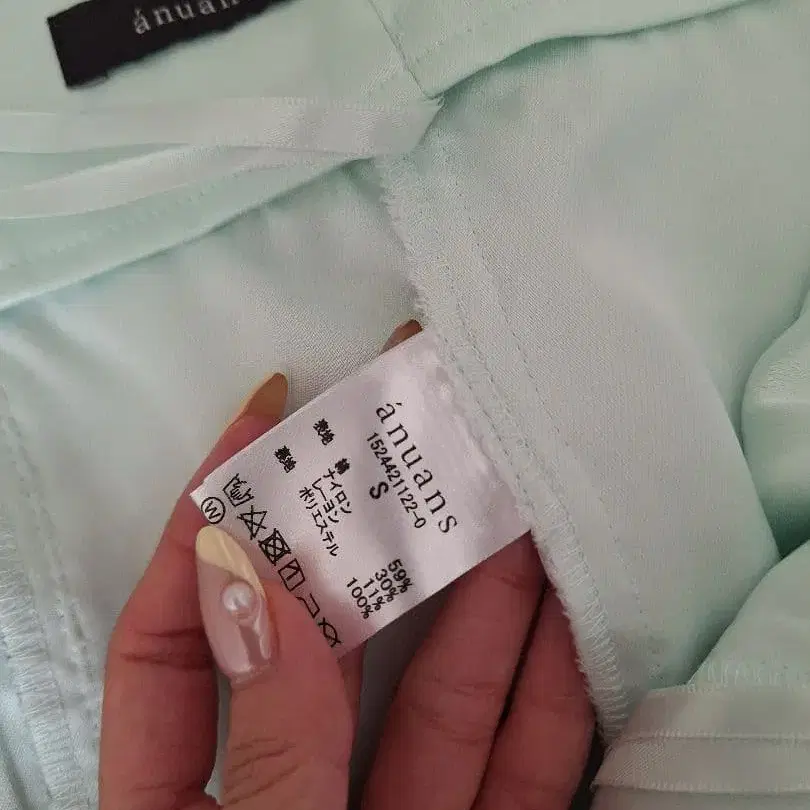 ánuans
ánuans
1524421122-0
S
表地 綿 59%
ナイロン 30%
レーヨン 11%
裏地 ポリエステル 100%
W